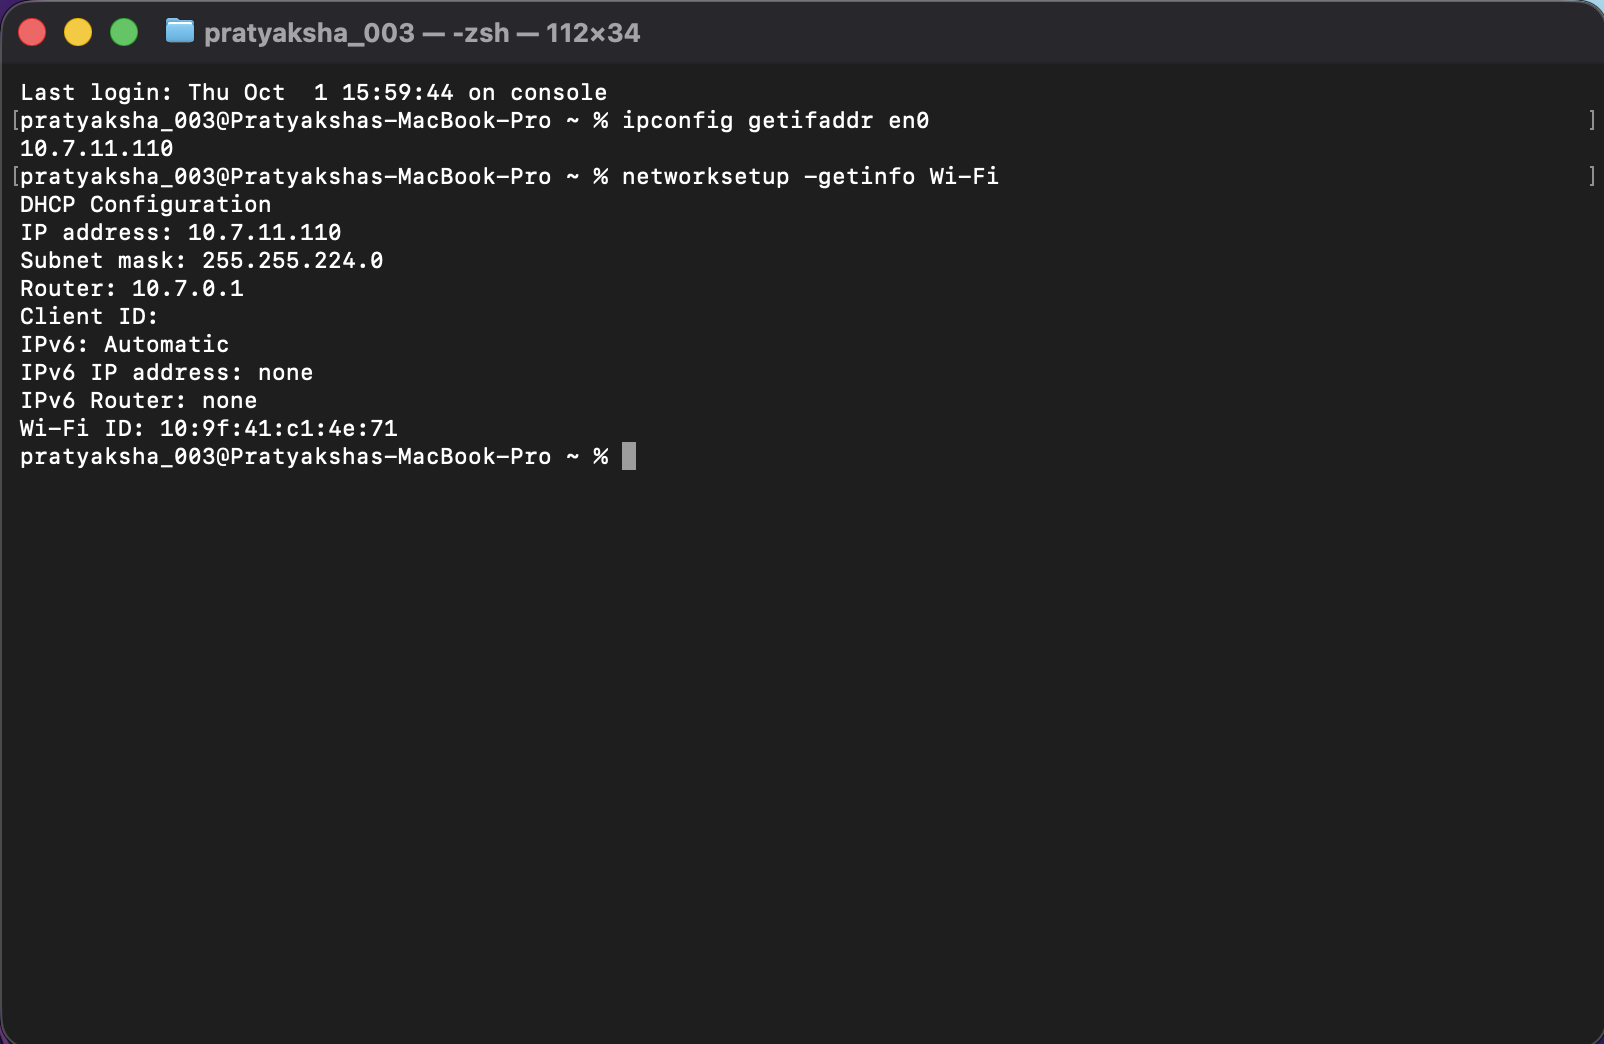 pratyaksha_003 — -zsh — 112×34
Last login: Thu Oct  1 15:59:44 on console
[pratyaksha_003@Pratyakshas-MacBook-Pro ~ % ipconfig getifaddr en0 ]
10.7.11.110
[pratyaksha_003@Pratyakshas-MacBook-Pro ~ % networksetup -getinfo Wi-Fi ]
DHCP Configuration
IP address: 10.7.11.110
Subnet mask: 255.255.224.0
Router: 10.7.0.1
Client ID:
IPv6: Automatic
IPv6 IP address: none
IPv6 Router: none
Wi-Fi ID: 10:9f:41:c1:4e:71
pratyaksha_003@Pratyakshas-MacBook-Pro ~ %